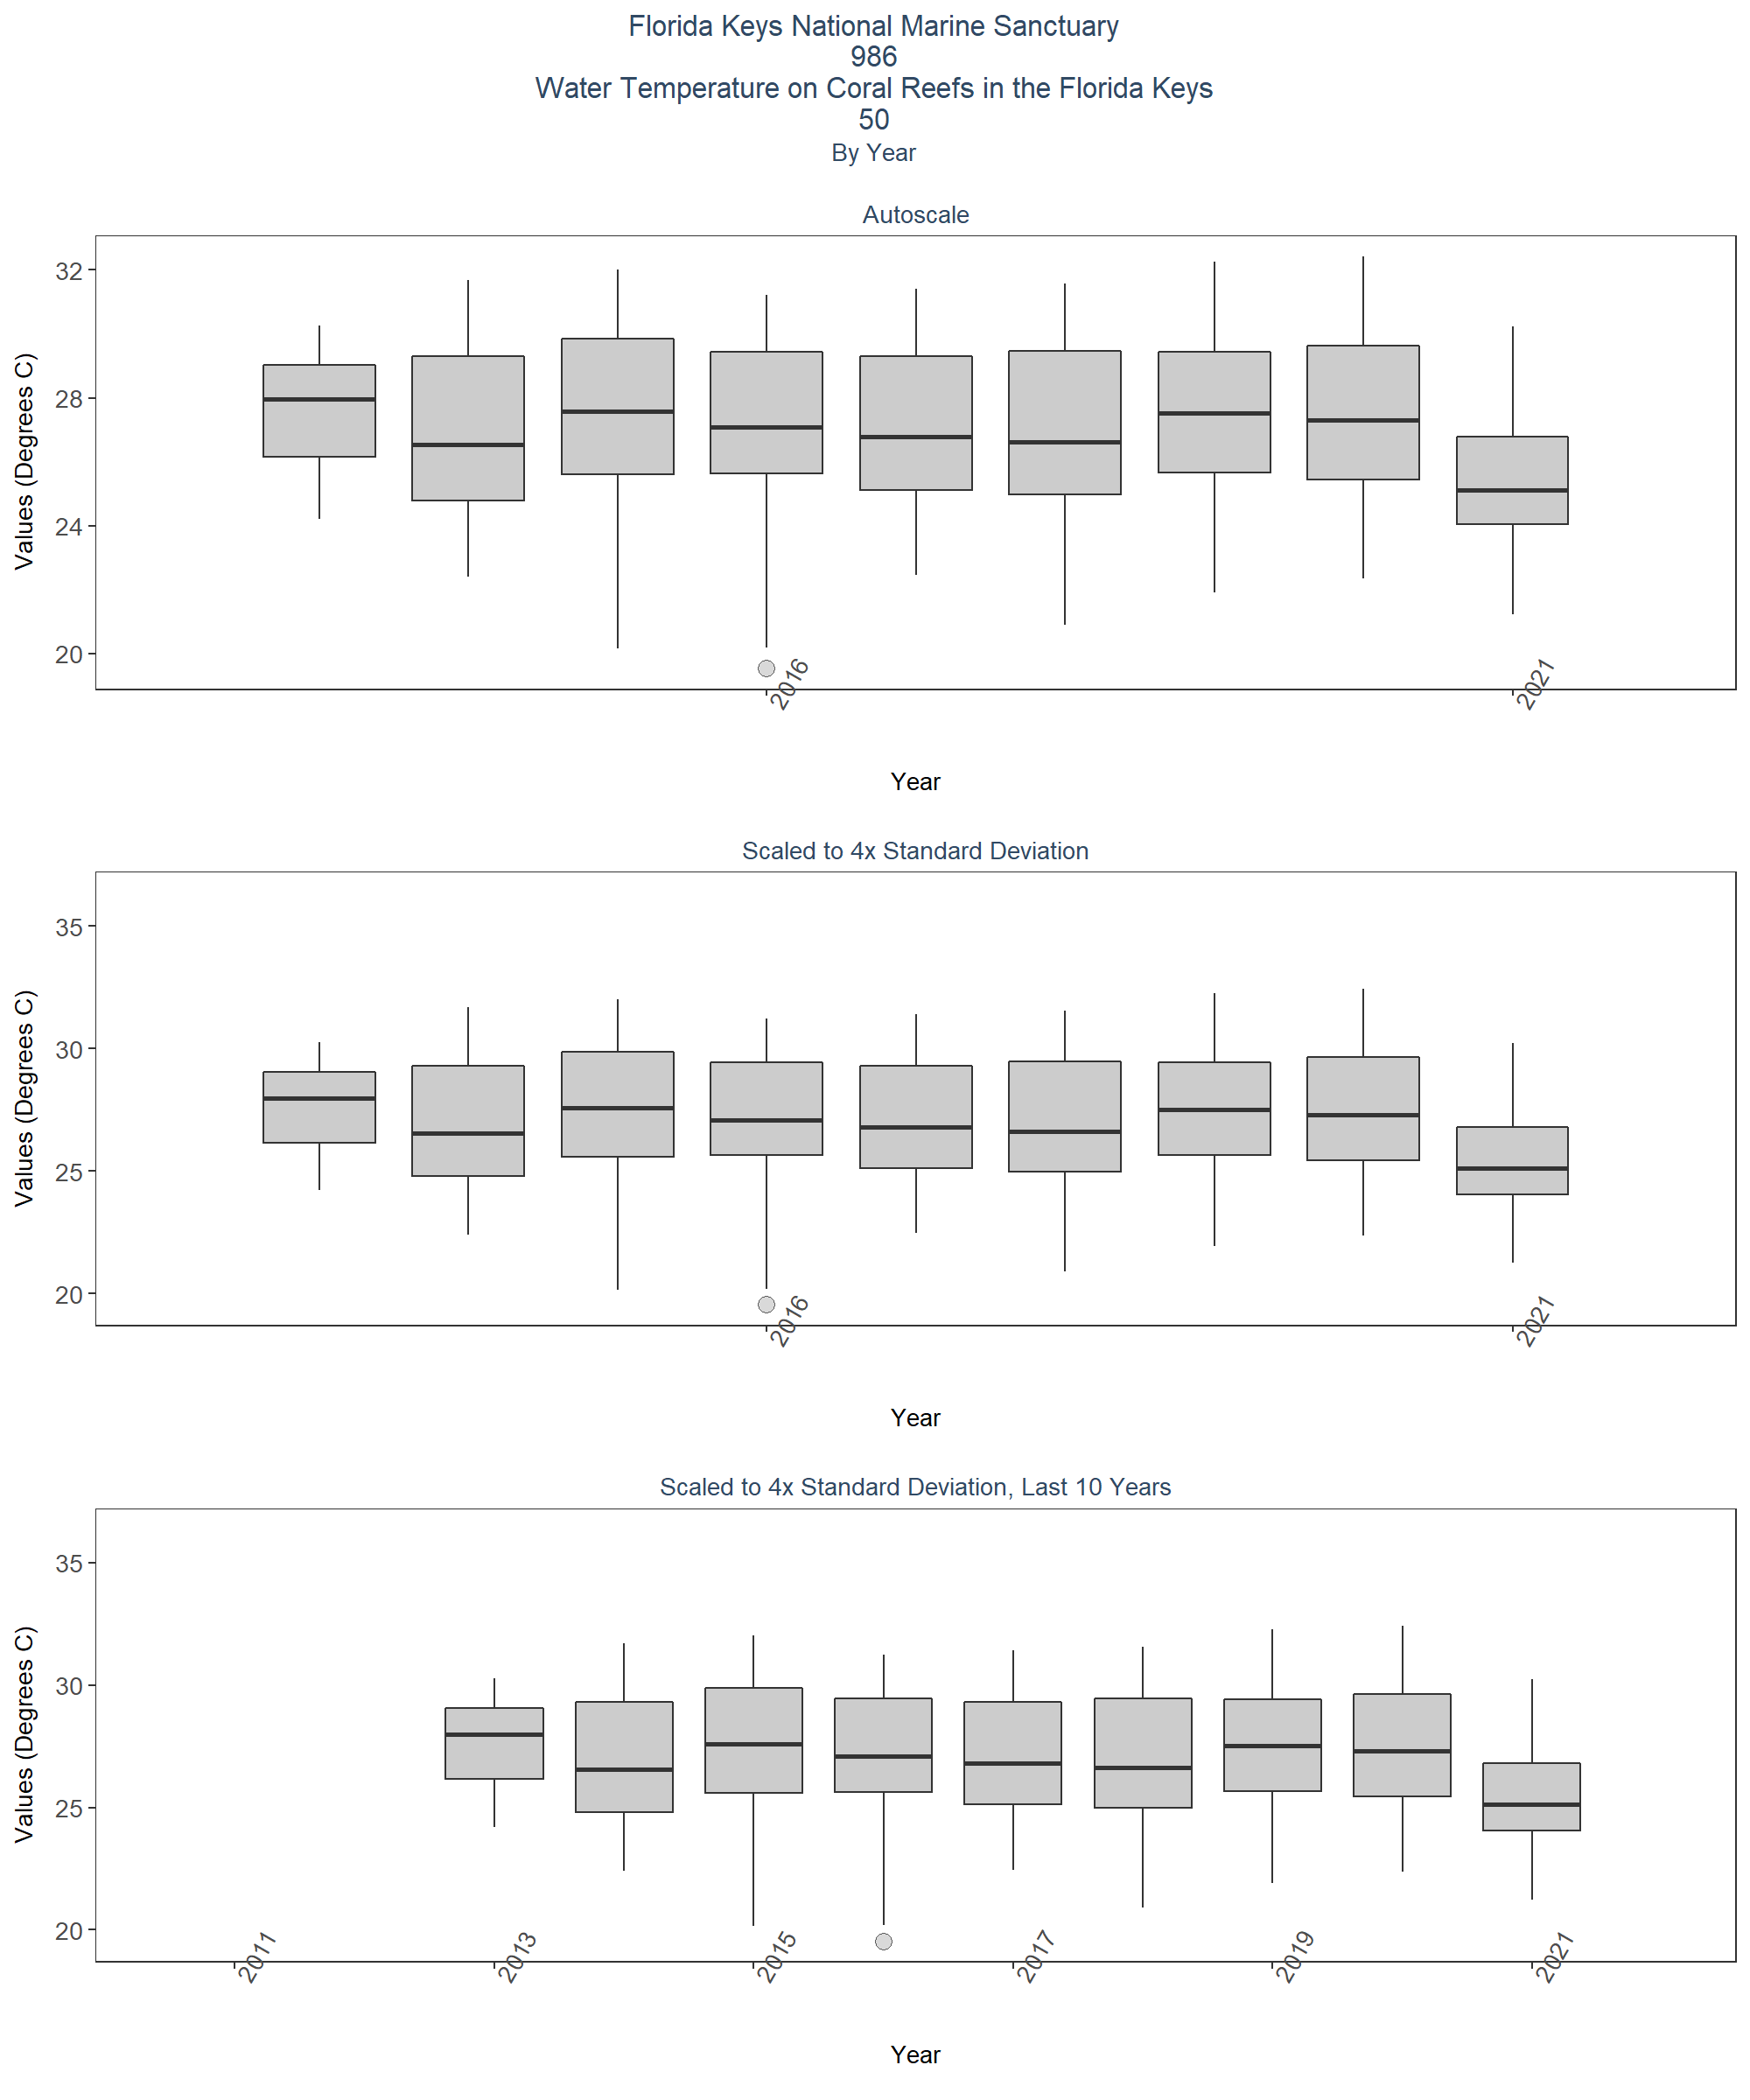 Florida Keys National Marine Sanctuary
986
Water Temperature on Coral Reefs in the Florida Keys
50
By Year
Autoscale
Values (Degrees C)
32
28
24
20
2016
2021
Year
Scaled to 4x Standard Deviation
Values (Degrees C)
35
30
25
20
2016
2021
Year
Scaled to 4x Standard Deviation, Last 10 Years
Values (Degrees C)
35
30
25
20
2011
2013
2015
2017
2019
2021
Year